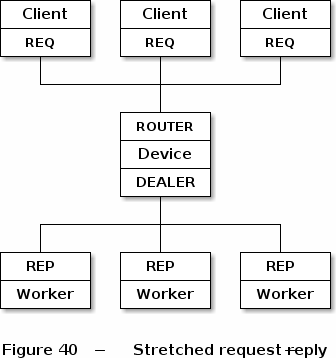 Client Client Client
REQ REQ REQ
ROUTER
Device
DEALER
REP REP REP
Worker Worker Worker
Figure 40 – Stretched request-reply